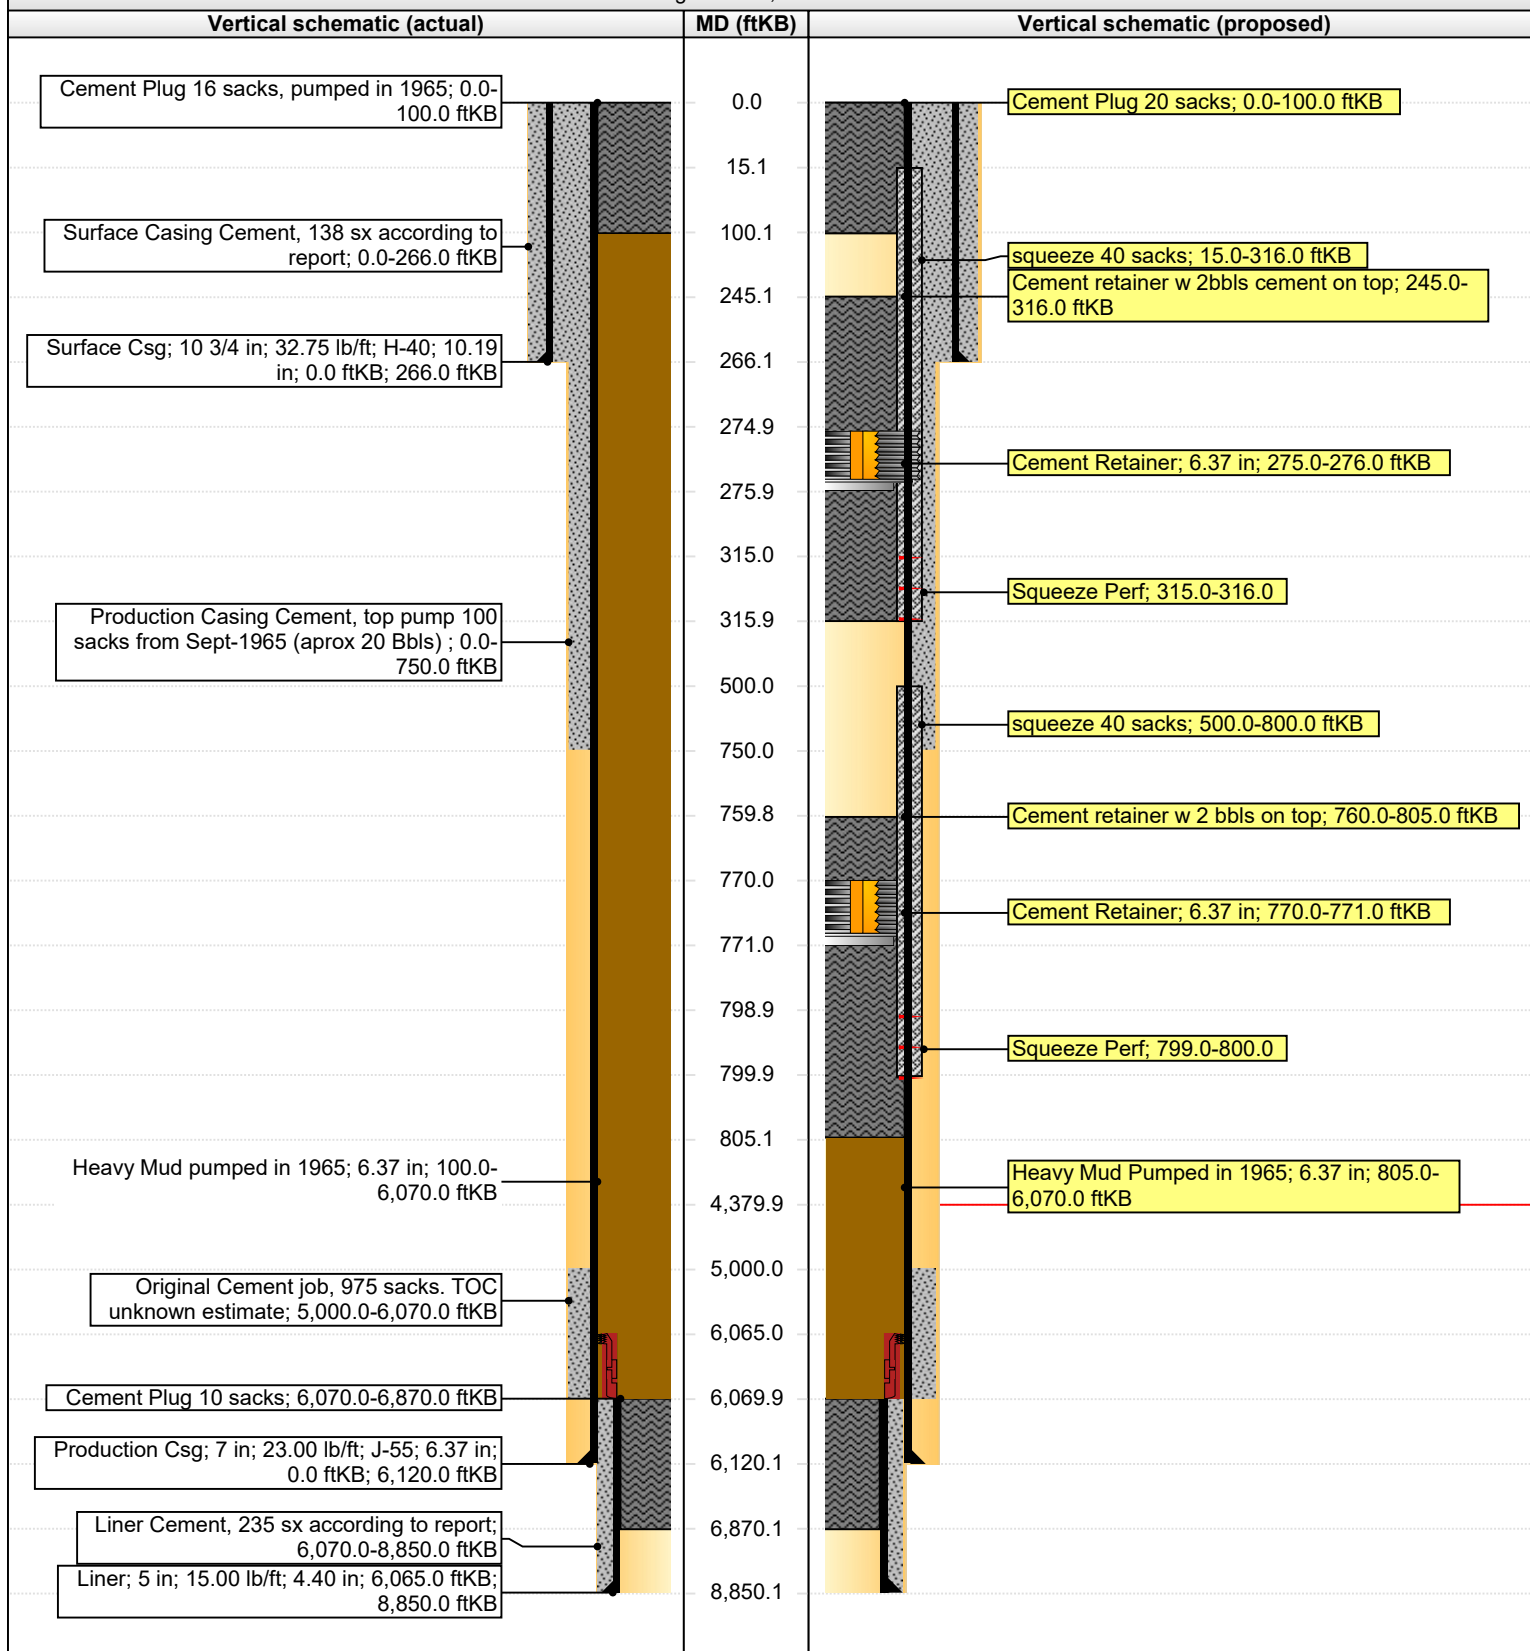 Vertical schematic (actual)
MD (ftKB)
Vertical schematic (proposed)
Cement Plug 16 sacks, pumped in 1965; 0.0-
100.0 ftKB
Surface Casing Cement, 138 sx according to
report; 0.0-266.0 ftKB
Surface Csg; 10 3/4 in; 32.75 lb/ft; H-40; 10.19
in; 0.0 ftKB; 266.0 ftKB
Production Casing Cement, top pump 100
sacks from Sept-1965 (aprox 20 Bbls) ; 0.0-
750.0 ftKB
Heavy Mud pumped in 1965; 6.37 in; 100.0-
6,070.0 ftKB
Original Cement job, 975 sacks. TOC
unknown estimate; 5,000.0-6,070.0 ftKB
Cement Plug 10 sacks; 6,070.0-6,870.0 ftKB
Production Csg; 7 in; 23.00 lb/ft; J-55; 6.37 in;
0.0 ftKB; 6,120.0 ftKB
Liner Cement, 235 sx according to report;
6,070.0-8,850.0 ftKB
Liner; 5 in; 15.00 lb/ft; 4.40 in; 6,065.0 ftKB;
8,850.0 ftKB
0.0
15.1
100.1
245.1
266.1
274.9
275.9
315.0
315.9
500.0
750.0
759.8
770.0
771.0
798.9
799.9
805.1
4,379.9
5,000.0
6,065.0
6,069.9
6,120.1
6,870.1
8,850.1
Cement Plug 20 sacks; 0.0-100.0 ftKB
squeeze 40 sacks; 15.0-316.0 ftKB
Cement retainer w 2bbls cement on top; 245.0-
316.0 ftKB
Cement Retainer; 6.37 in; 275.0-276.0 ftKB
Squeeze Perf; 315.0-316.0
squeeze 40 sacks; 500.0-800.0 ftKB
Cement retainer w 2 bbls on top; 760.0-805.0 ftKB
Cement Retainer; 6.37 in; 770.0-771.0 ftKB
Squeeze Perf; 799.0-800.0
Heavy Mud Pumped in 1965; 6.37 in; 805.0-
6,070.0 ftKB